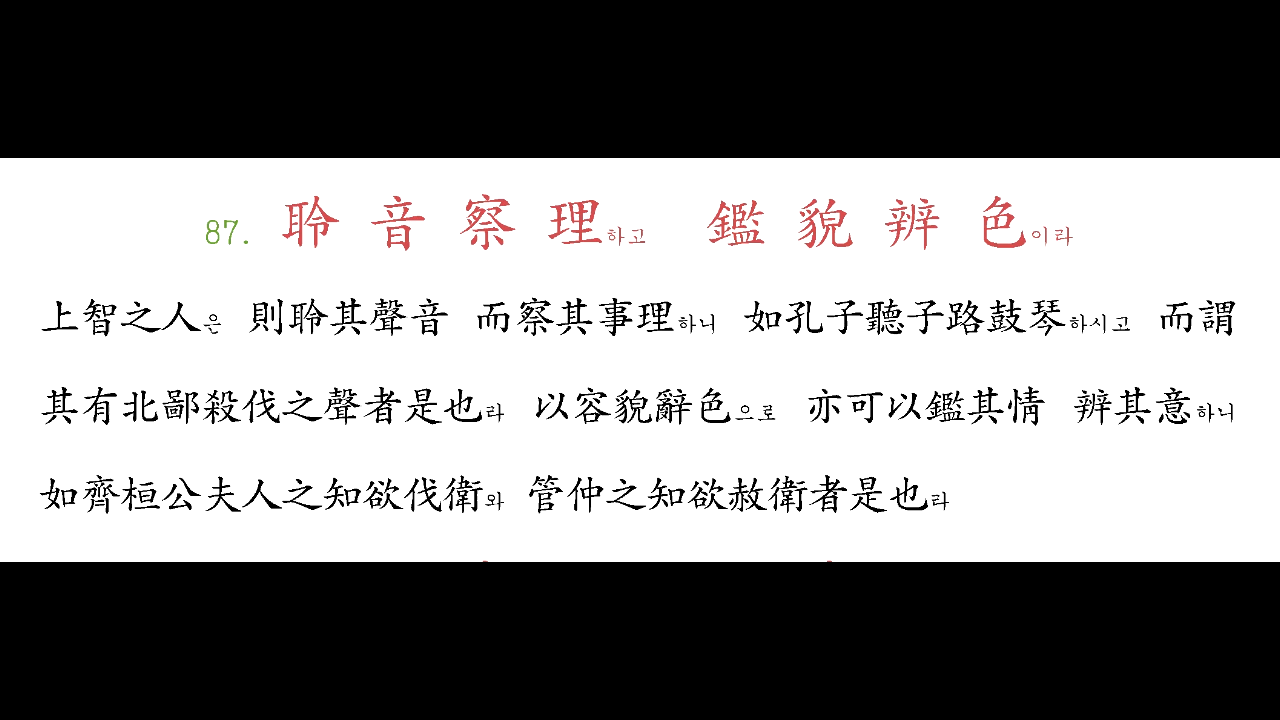 87. 聆音察理하고 鑑貌辨色이라
上智之人은 則聆其聲音 而察其事理하니 如孔子聽子路鼓琴하시고 而謂
其有北鄙殺伐之聲者是也라 以容貌辭色으로 亦可以鑑其情 辨其意하니
如齊桓公夫人之知欲伐衛와 管仲之知欲赦衛者是也라